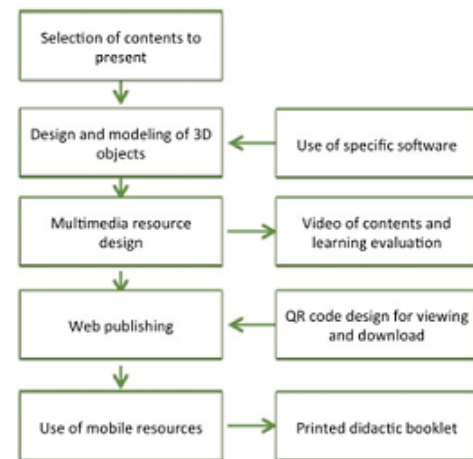 Selection of contents to
present
Design and modeling of 3D
objects
Use of specific software
Multimedia resource
design
Video of contents and
learning evaluation
Web publishing
QR code design for viewing
and download
Use of mobile resources
Printed didactic booklet